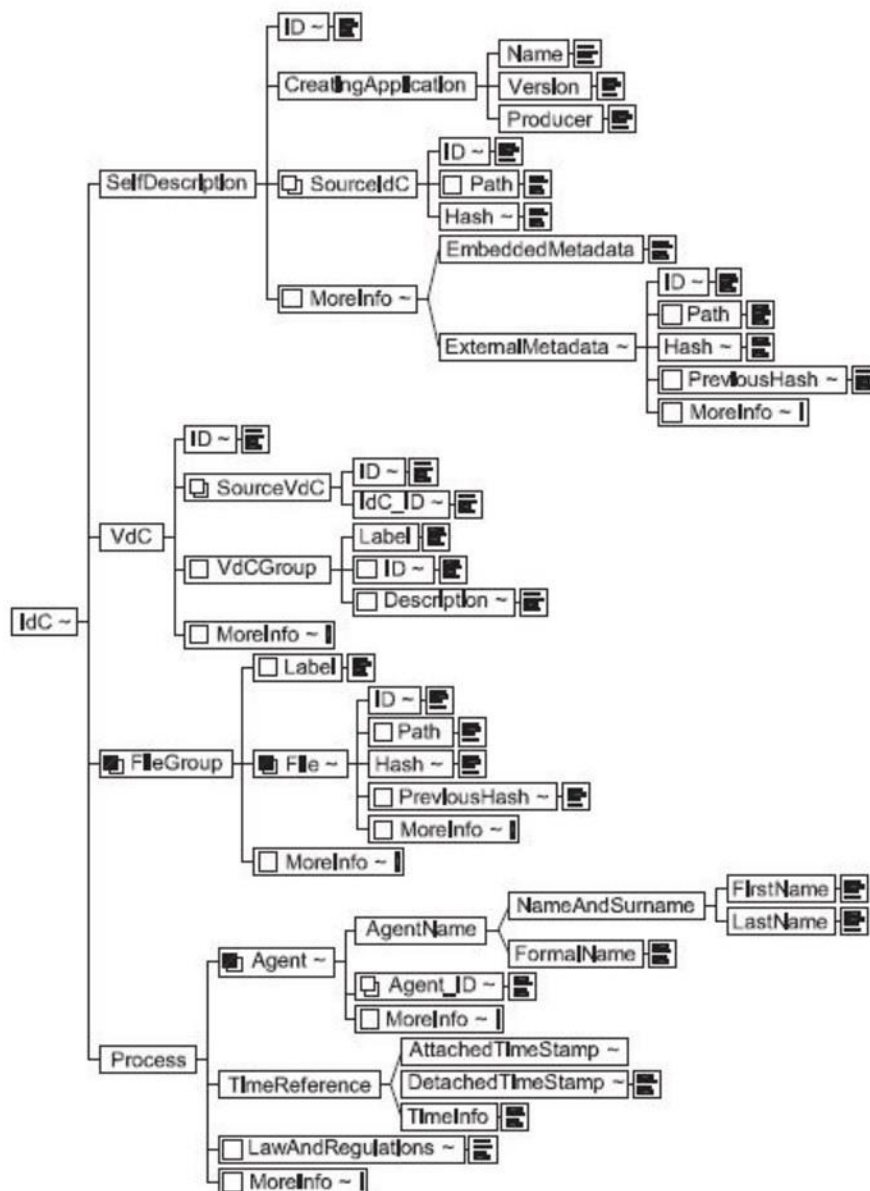 ID ~
CreatingApplication
Name
Version
Producer
SelfDescription
SourceIdC
ID ~
Path
Hash ~
MoreInfo ~
EmbeddedMetadata
ExternalMetadata ~
ID ~
Path
Hash ~
PreviousHash ~
MoreInfo ~
IdC ~
VdC
ID ~
SourceVdC
ID ~
IdC_ID ~
VdCGroup
Label
ID ~
Description ~
MoreInfo ~
FileGroup
Label
File ~
ID ~
Path
Hash ~
PreviousHash ~
MoreInfo ~
MoreInfo ~
Process
Agent ~
AgentName
NameAndSurname
FirstName
LastName
FormalName
Agent_ID ~
MoreInfo ~
TimeReference
AttachedTimeStamp ~
DetachedTimeStamp ~
TimeInfo
LawAndRegulations ~
MoreInfo ~